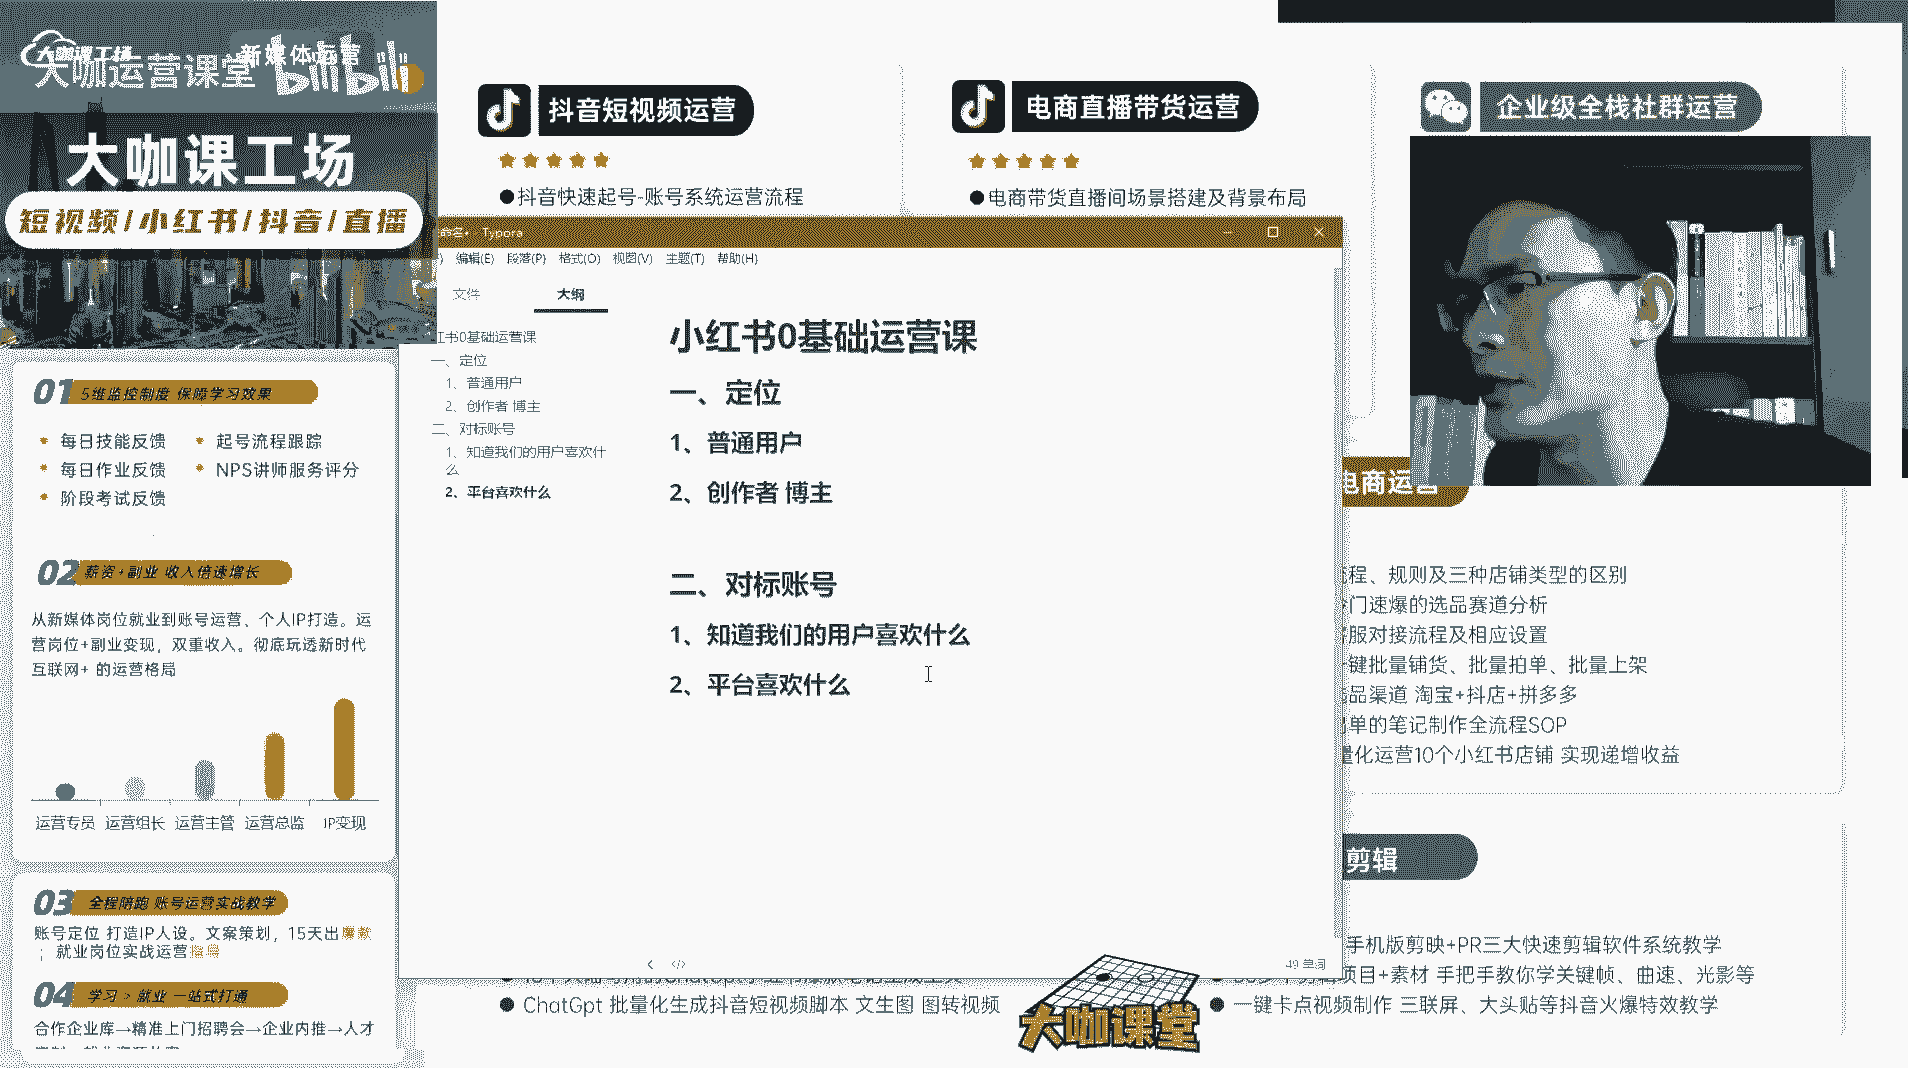 大咖课工场
新媒体运营
大咖运营课堂 bilibili
大咖课工场
短视频/小红书/抖音/直播
01 5维监控制度 保障学习效果
每日技能反馈
起号流程跟踪
每日作业反馈
NPS讲师服务评分
阶段考试反馈
02 薪资+副业 收入倍速增长
从新媒体岗位就业到账号运营、个人IP打造。运
营岗位+副业变现，双重收入。彻底玩透新时代
互联网+ 的运营格局
运营专员 运营组长 运营主管 运营总监 IP变现
03 全程陪跑 账号运营实战教学
账号定位 打造IP人设。文案策划，15天出爆款
； 就业岗位实战运营指导
04 学习 > 就业 一站式打通
合作企业库→精准上门招聘会→企业内推→人才
抖音短视频运营
●抖音快速起号-账号系统运营流程
电商直播带货运营
●电商带货直播间场景搭建及背景布局
企业级全栈社群运营
命名• Typora
) 编辑(E) 段落(P) 格式(O) 视图(V) 主题(T) 帮助(H)
文件 大纲
书0基础运营课
一、定位
1、普通用户
2、创作者 博主
二、对标账号
1、知道我们的用户喜欢什
么
2、平台喜欢什么
小红书0基础运营课
一、定位
1、普通用户
2、创作者 博主
二、对标账号
1、知道我们的用户喜欢什么
2、平台喜欢什么
49 单词
电商运营
程、规则及三种店铺类型的区别
门速爆的选品赛道分析
服对接流程及相应设置
键批量铺货、批量拍单、批量上架
品渠道 淘宝+抖店+拼多多
单的笔记制作全流程SOP
量化运营10个小红书店铺 实现递增收益
剪辑
手机版剪映+PR三大快速剪辑软件系统教学
项目+素材 手把手教你学关键帧、曲速、光影等
●一键卡点视频制作 三联屏、大头贴等抖音火爆特效教学
● ChatGpt 批量化生成抖音短视频脚本 文生图 图转视频
大咖课堂